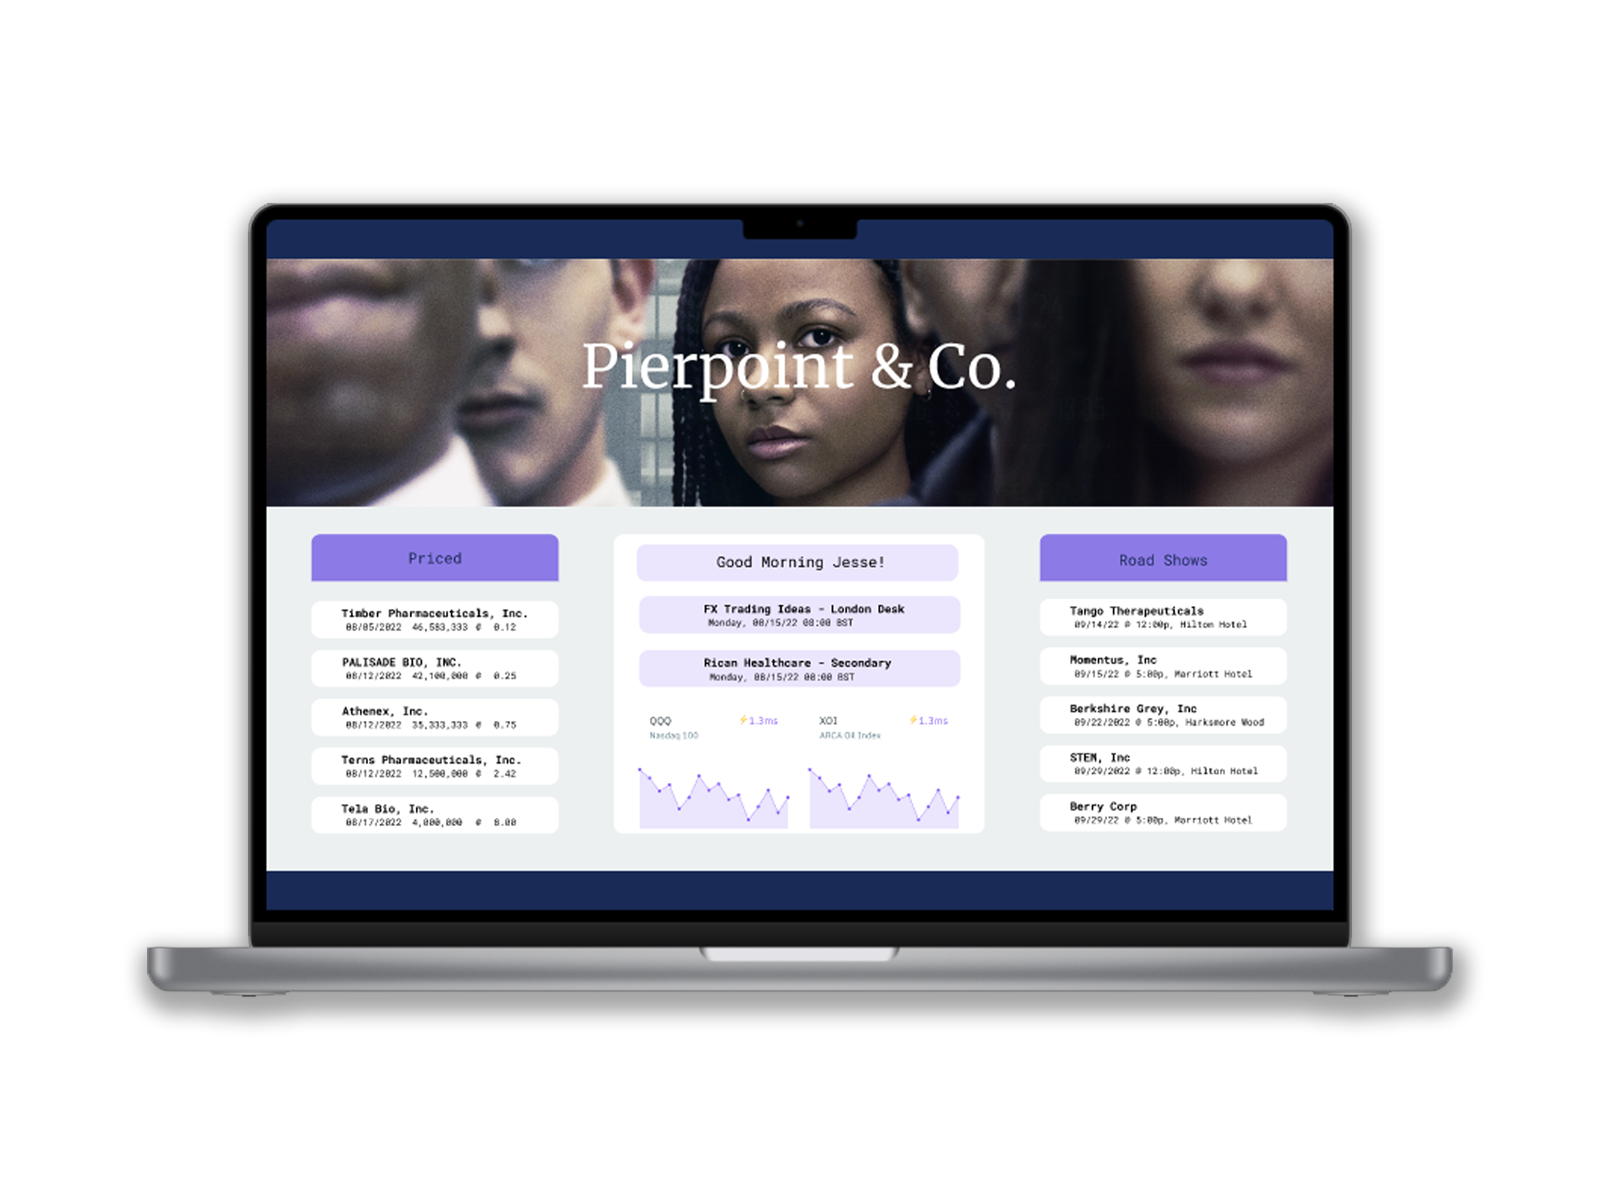 Pierpoint & Co.
Priced
Timber Pharmaceuticals, Inc.
08/05/2022 46,583,333 @ 0.12
PALISADE BIO, INC.
08/12/2022 42,100,000 @ 0.25
Athenex, Inc.
08/12/2022 35,333,333 @ 0.75
Terns Pharmaceuticals, Inc.
08/12/2022 12,500,000 @ 2.42
Tela Bio, Inc.
08/17/2022 4,000,000 @ 8.00
Good Morning Jesse!
FX Trading Ideas - London Desk
Monday, 08/15/22 08:00 BST
Rican Healthcare - Secondary
Monday, 08/15/22 08:00 BST
QQQ ⚡1.3ms
Nasdaq 100
XOI ⚡1.3ms
ARCA Oil Index
Road Shows
Tango Therapeuticals
09/14/22 @ 12:00p, Hilton Hotel
Momentus, Inc
09/15/22 @ 5:00p, Marriott Hotel
Berkshire Grey, Inc
09/22/2022 @ 5:00p, Harksmore Wood
STEM, Inc
09/29/2022 @ 12:00p, Hilton Hotel
Berry Corp
09/29/22 @ 5:00p, Marriott Hotel